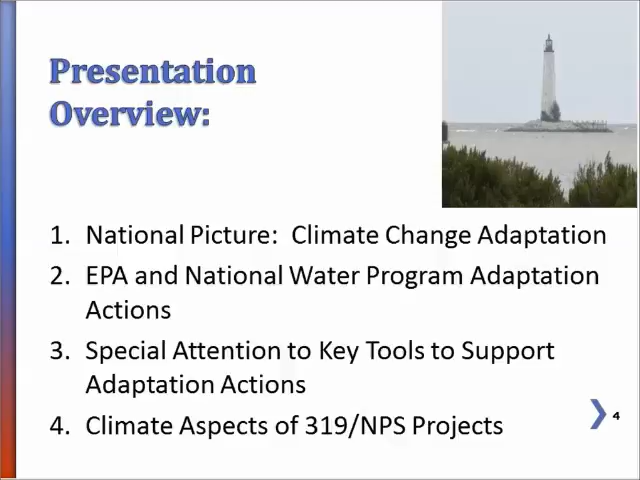 Presentation
Overview:
1. National Picture:  Climate Change Adaptation
2. EPA and National Water Program Adaptation
Actions
3. Special Attention to Key Tools to Support
Adaptation Actions
4. Climate Aspects of 319/NPS Projects
4